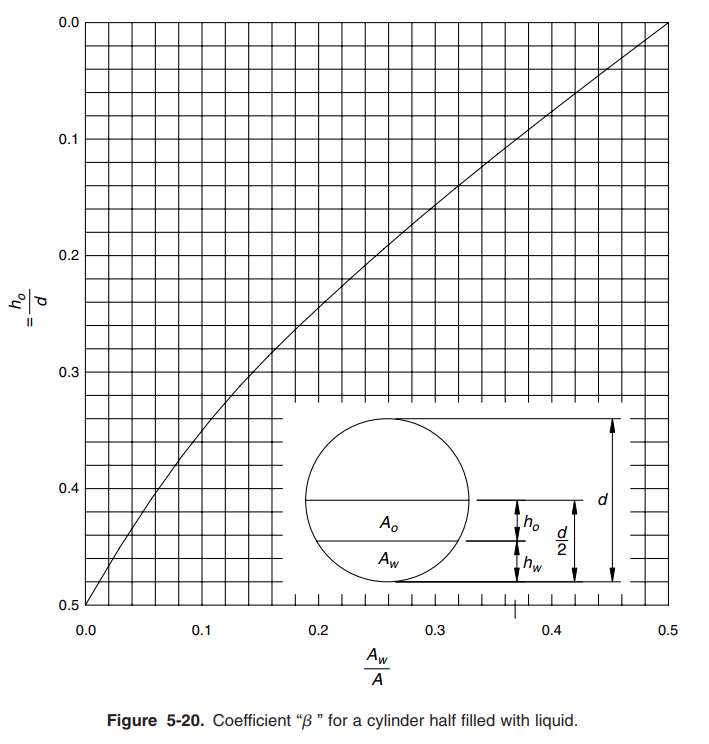 0.0
0.1
0.2
0.3
0.4
0.5
= h_o
d
0.0 0.1 0.2 0.3 0.4 0.5
A_w
A
A_o
A_w
h_o
h_w
d
2
d
Figure 5-20. Coefficient “β ” for a cylinder half filled with liquid.